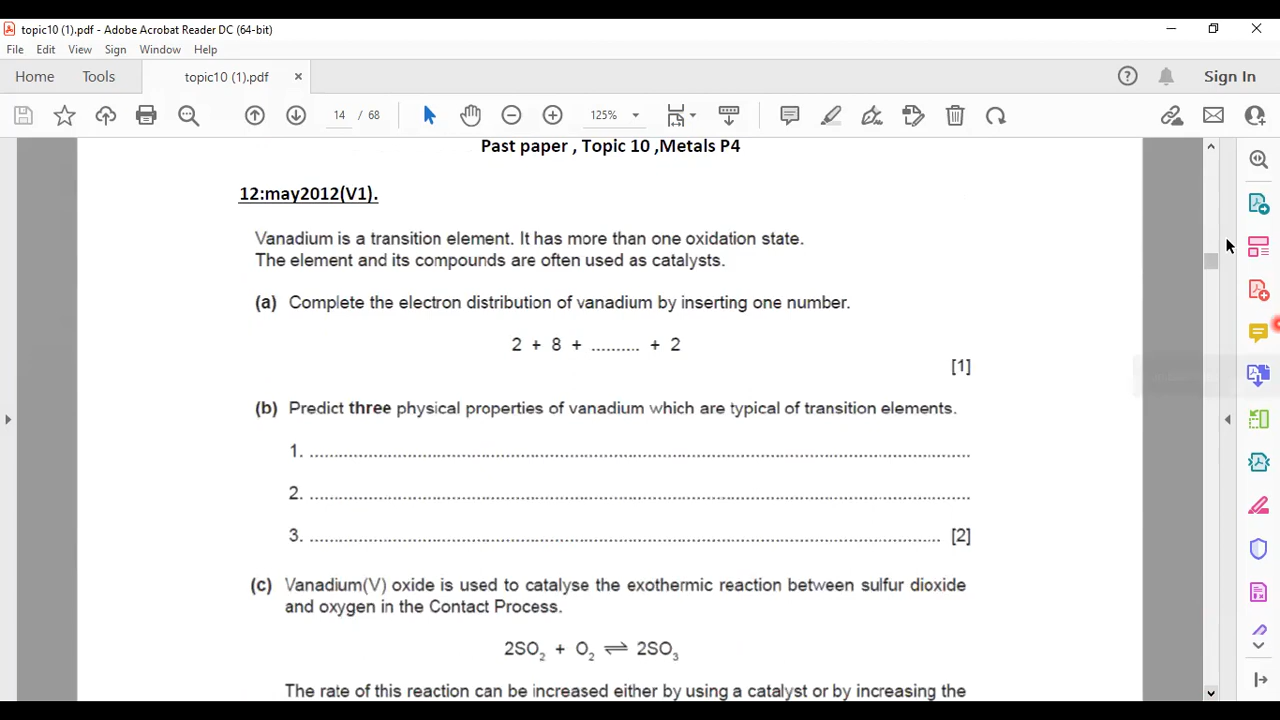 topic10 (1).pdf - Adobe Acrobat Reader DC (64-bit)
File Edit View Sign Window Help
Home Tools topic10 (1).pdf × Sign In
14 / 68 125%
Past paper , Topic 10 ,Metals P4
12:may2012(V1).
Vanadium is a transition element. It has more than one oxidation state.
The element and its compounds are often used as catalysts.
(a) Complete the electron distribution of vanadium by inserting one number.
2 + 8 + .......... + 2
[1]
(b) Predict three physical properties of vanadium which are typical of transition elements.
1. ....................................................................................................
2. ....................................................................................................
3. .............................................................................................. [2]
(c) Vanadium(V) oxide is used to catalyse the exothermic reaction between sulfur dioxide
and oxygen in the Contact Process.
2SO₂ + O₂ ⇌ 2SO₃
The rate of this reaction can be increased either by using a catalyst or by increasing the